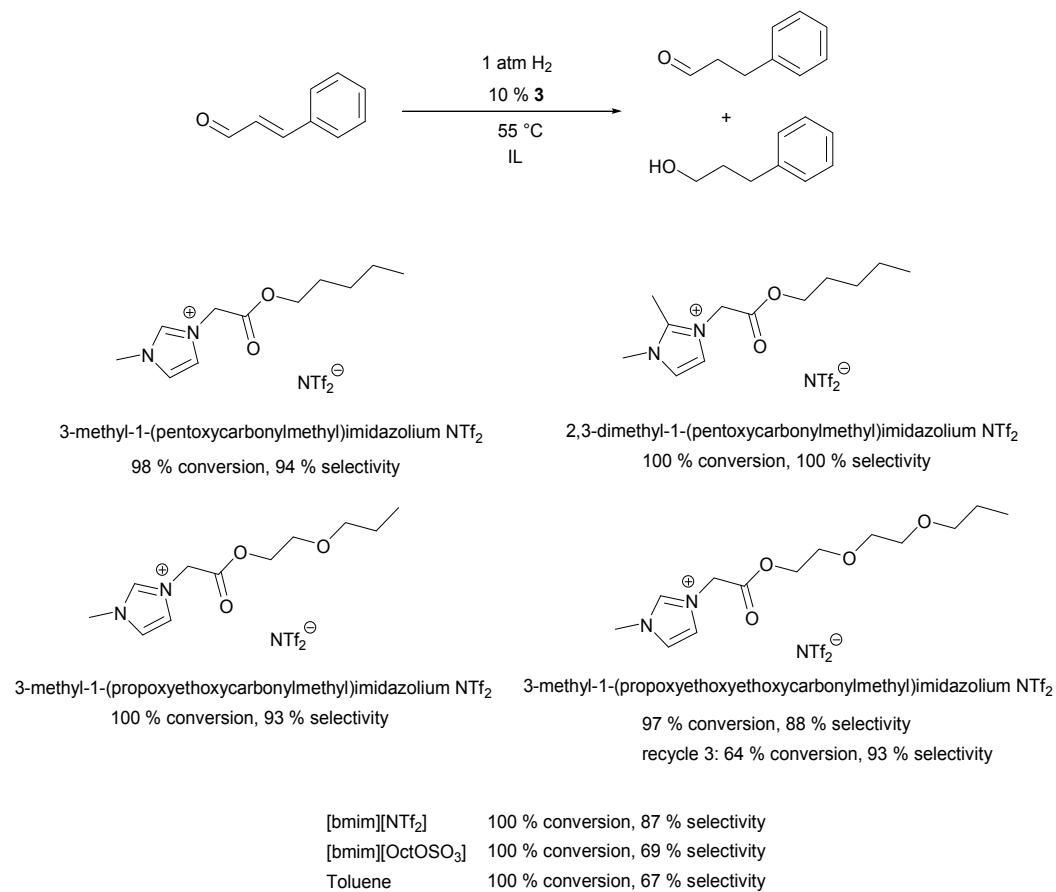 1 atm H₂
10 % 3
55 °C
IL
O
O
+
HO
N
⊕
N
O
O
NTf₂⊖
3-methyl-1-(pentoxycarbonylmethyl)imidazolium NTf₂
98 % conversion, 94 % selectivity
N
⊕
N
O
O
NTf₂⊖
2,3-dimethyl-1-(pentoxycarbonylmethyl)imidazolium NTf₂
100 % conversion, 100 % selectivity
N
⊕
N
O
O
O
NTf₂⊖
3-methyl-1-(propoxyethoxycarbonylmethyl)imidazolium NTf₂
100 % conversion, 93 % selectivity
N
⊕
N
O
O
O
O
NTf₂⊖
3-methyl-1-(propoxyethoxyethoxycarbonylmethyl)imidazolium NTf₂
97 % conversion, 88 % selectivity
recycle 3: 64 % conversion, 93 % selectivity
[bmim][NTf₂] 100 % conversion, 87 % selectivity
[bmim][OctOSO₃] 100 % conversion, 69 % selectivity
Toluene 100 % conversion, 67 % selectivity